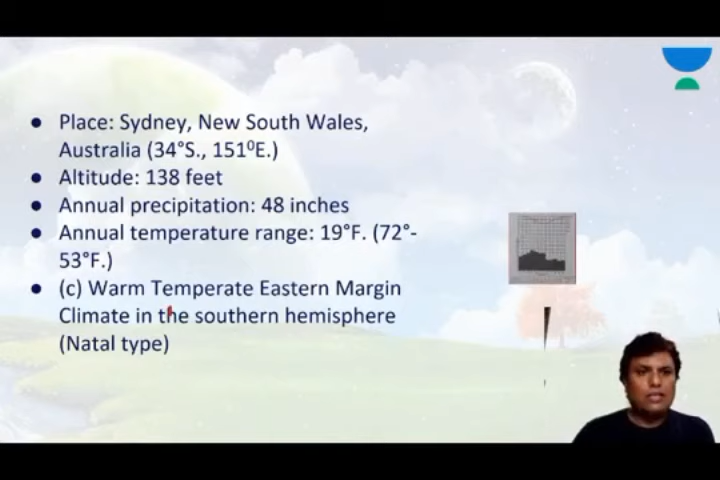 ● Place: Sydney, New South Wales,
Australia (34°S., 151⁰E.)
● Altitude: 138 feet
● Annual precipitation: 48 inches
● Annual temperature range: 19°F. (72°-
53°F.)
● (c) Warm Temperate Eastern Margin
Climate in the southern hemisphere
(Natal type)